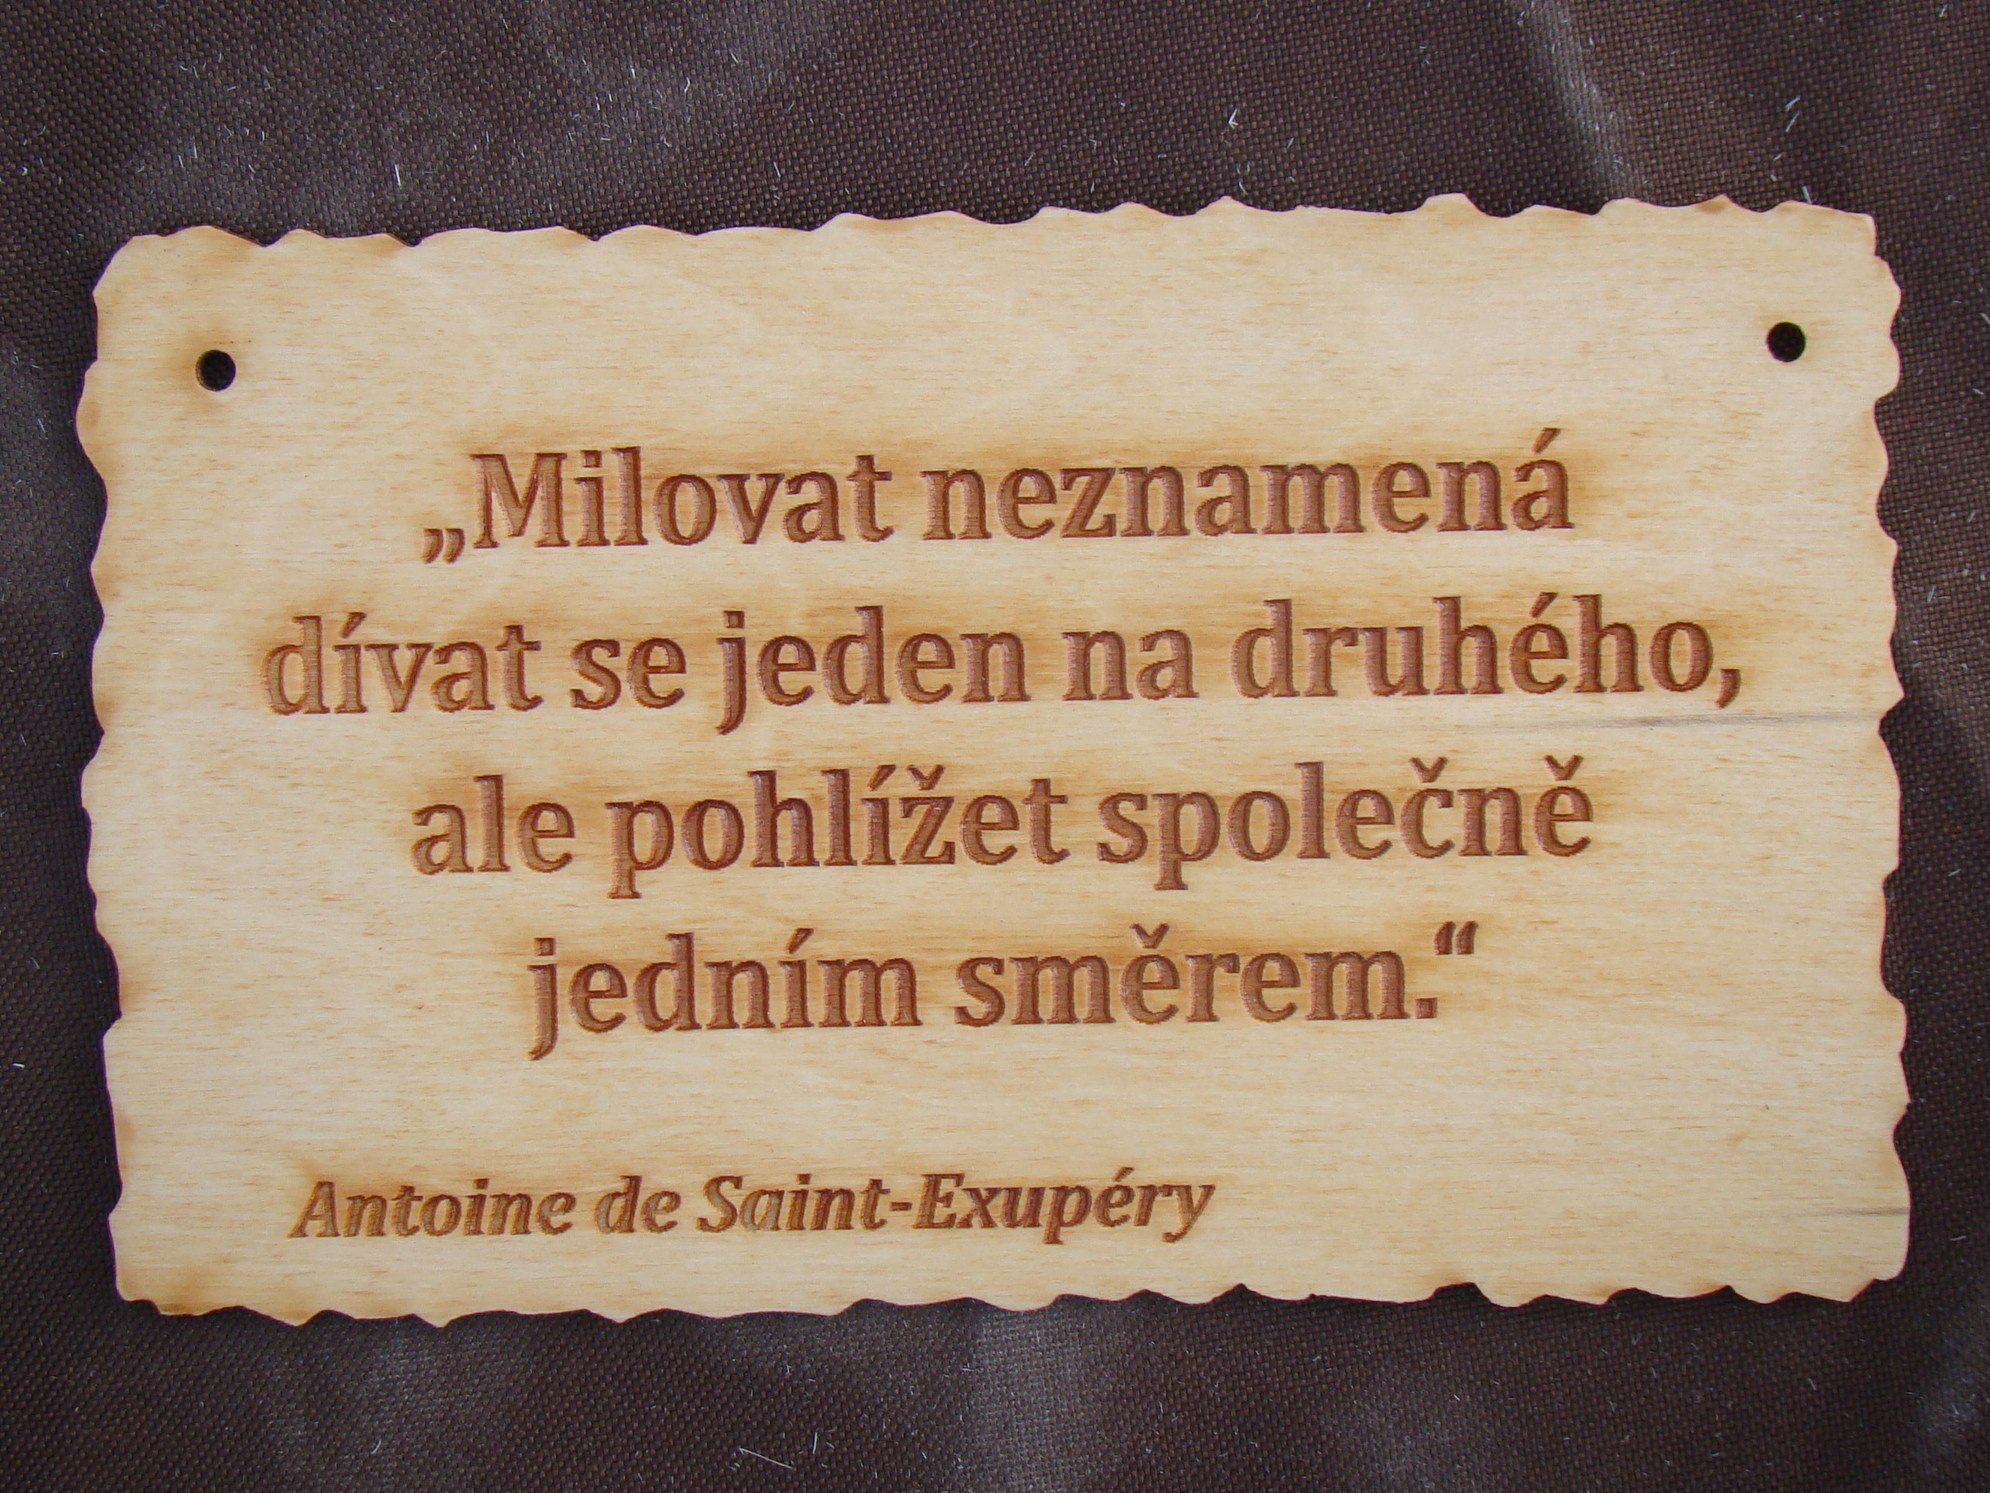 „Milovat neznamená
dívat se jeden na druhého,
ale pohlížet společně
jedním směrem.“
Antoine de Saint-Exupéry